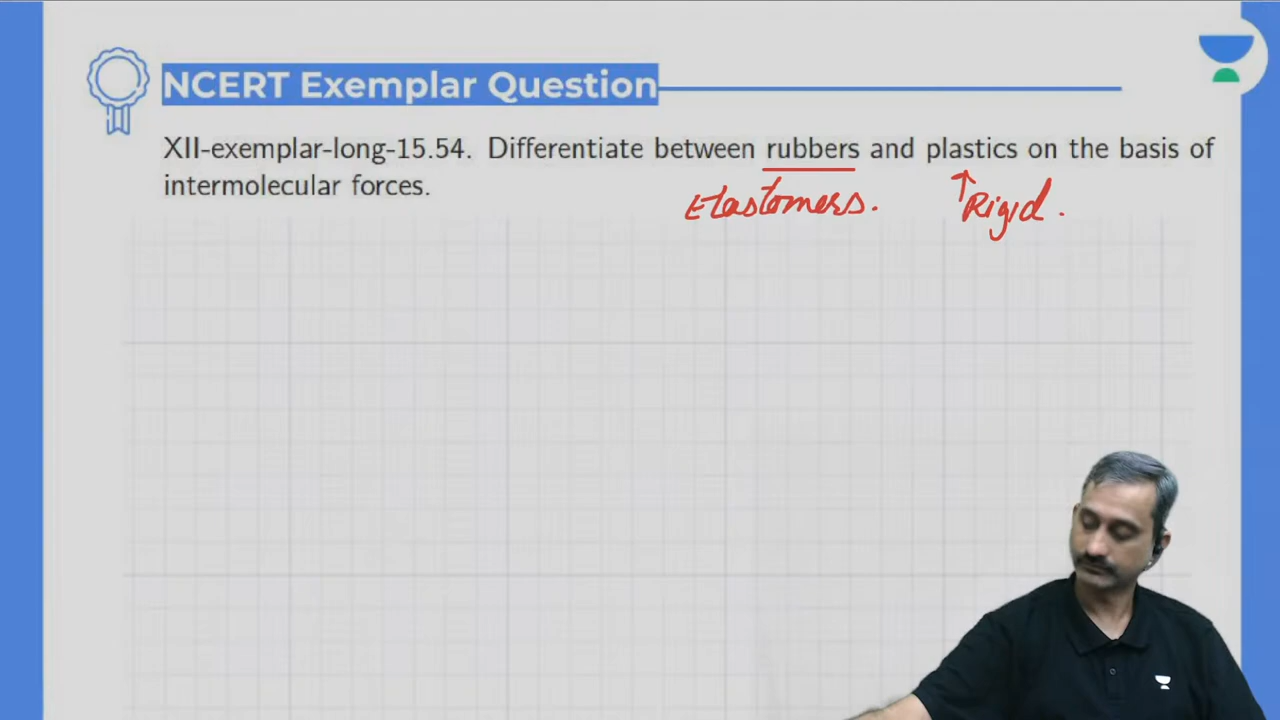 NCERT Exemplar Question
XII-exemplar-long-15.54. Differentiate between rubbers and plastics on the basis of
intermolecular forces.
Elastomers. Rigid.